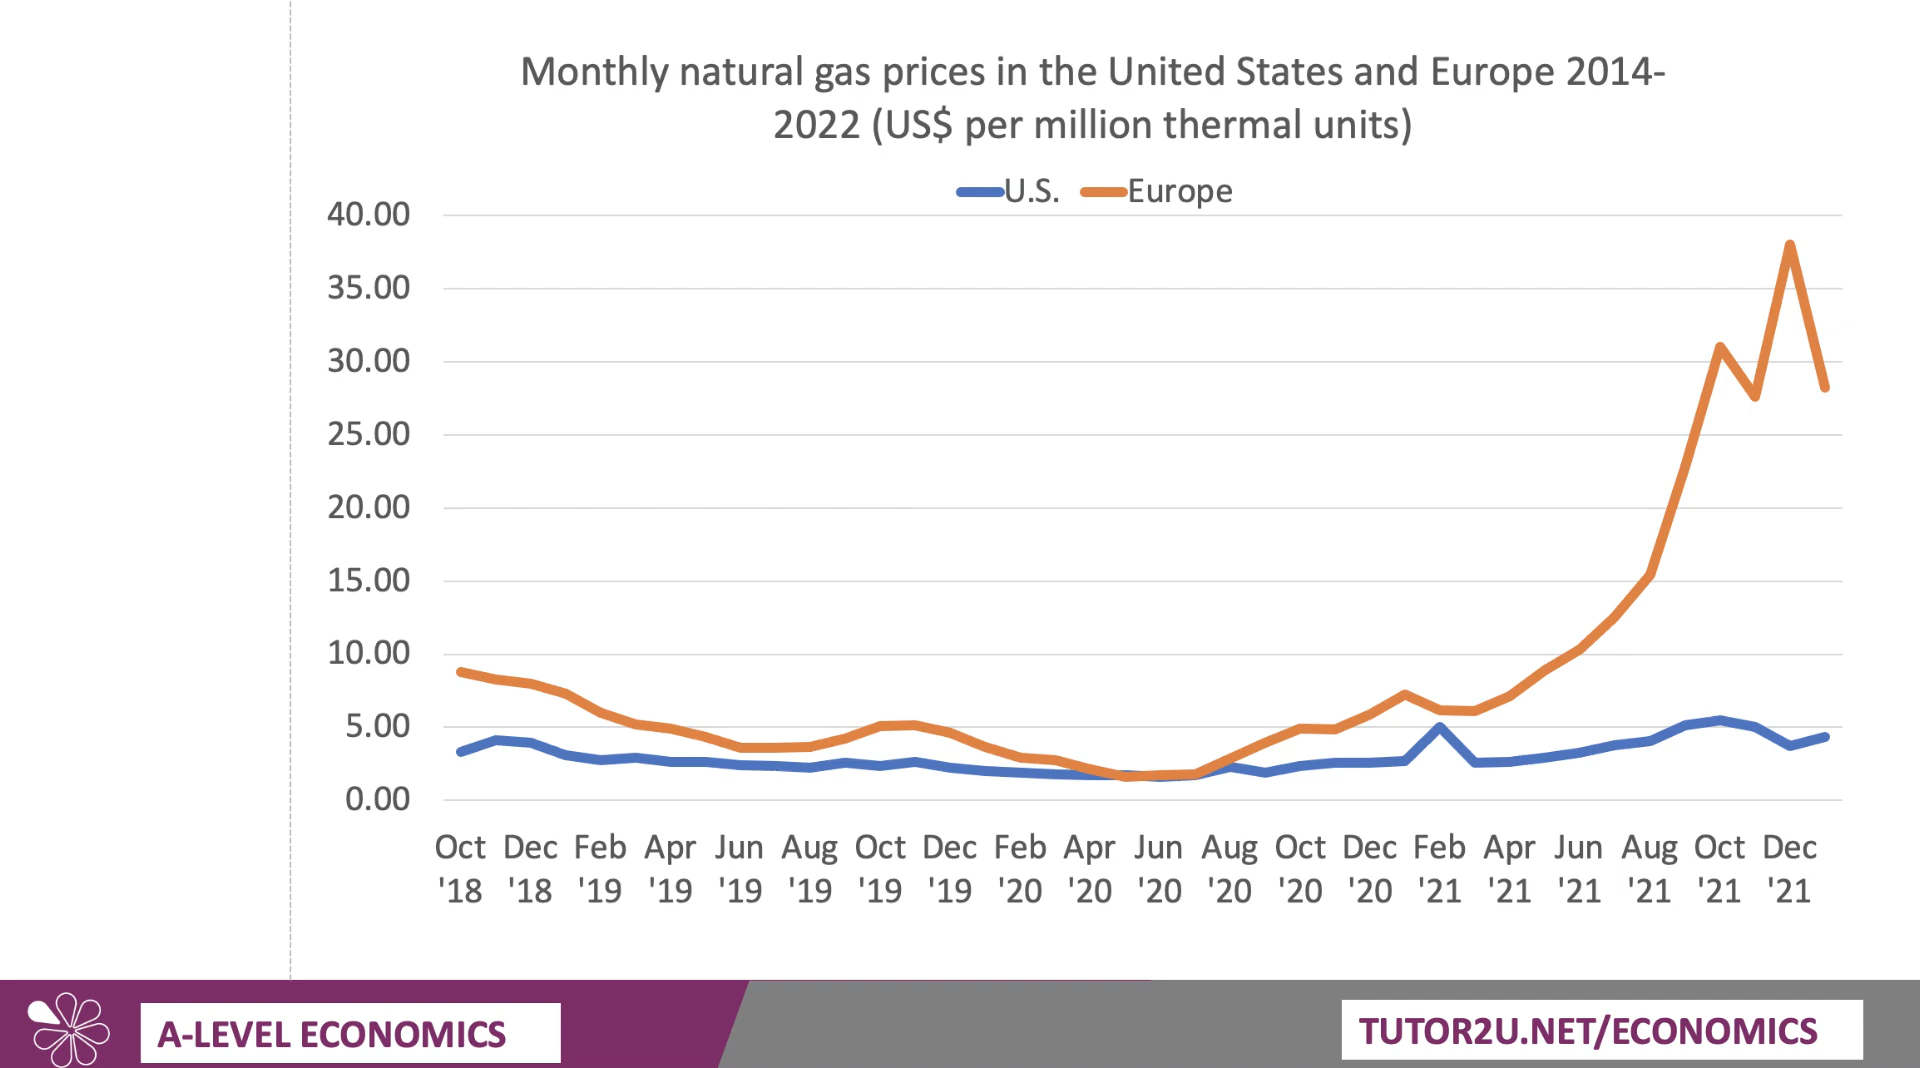 Monthly natural gas prices in the United States and Europe 2014-
2022 (US$ per million thermal units)
U.S. Europe
40.00
35.00
30.00
25.00
20.00
15.00
10.00
5.00
0.00
Oct Dec Feb Apr Jun Aug Oct Dec Feb Apr Jun Aug Oct Dec Feb Apr Jun Aug Oct Dec
'18 '18 '19 '19 '19 '19 '19 '19 '20 '20 '20 '20 '20 '20 '21 '21 '21 '21 '21 '21
A-LEVEL ECONOMICS
TUTOR2U.NET/ECONOMICS